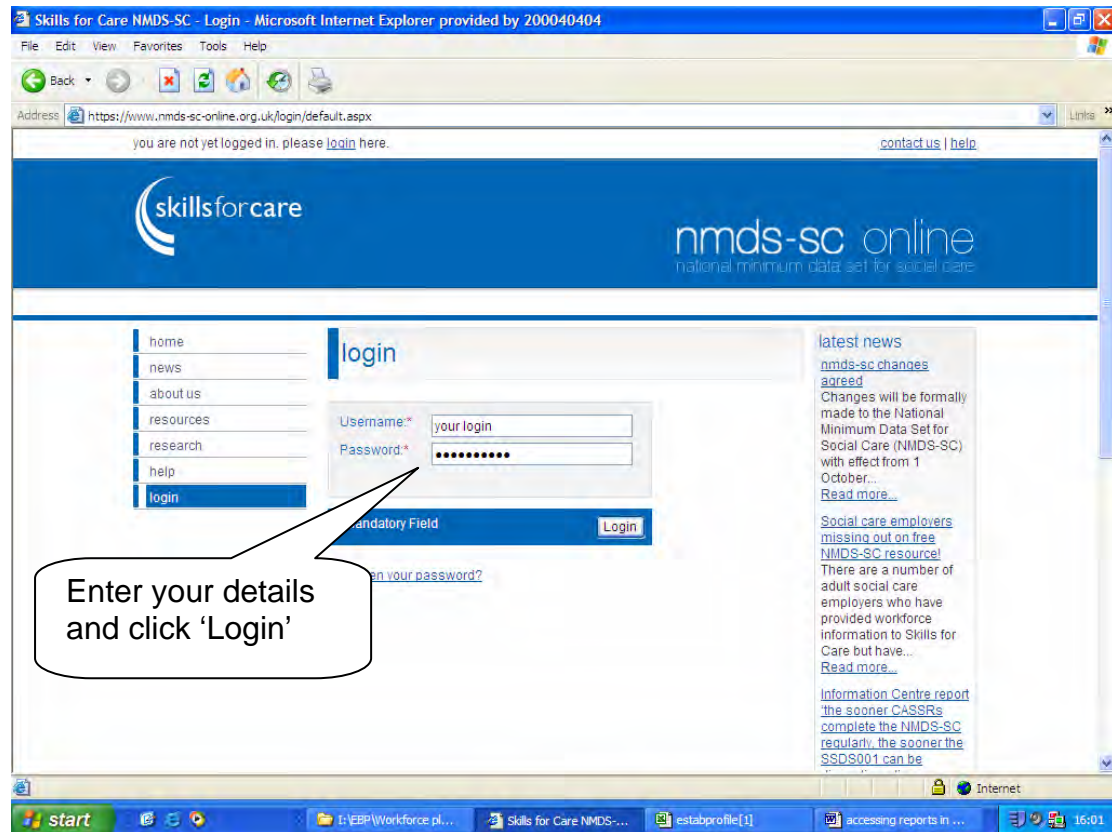 Skills for Care NMDS-SC - Login - Microsoft Internet Explorer provided by 200040404
File Edit View Favorites Tools Help
Back
Address https://www.nmds-sc-online.org.uk/login/default.aspx Links »
you are not yet logged in. please login here.
contact us | help
skillsforcare
nmds-sc online
national minimum data set for social care
home
news
about us
resources
research
help
login
login
Username:* your login
Password:* ••••••••••
andatory Field
Login
en your password?
Enter your details
and click ‘Login’
latest news
nmds-sc changes
agreed
Changes will be formally
made to the National
Minimum Data Set for
Social Care (NMDS-SC)
with effect from 1
October...
Read more...
Social care employers
missing out on free
NMDS-SC resource!
There are a number of
adult social care
employers who have
provided workforce
information to Skills for
Care but have...
Read more...
Information Centre report
'the sooner CASSRs
complete the NMDS-SC
regularly, the sooner the
SSDS001 can be
Internet
start
I:\EBP\Workforce pl...
Skills for Care NMDS-...
estabprofile[1]
accessing reports in ...
16:01